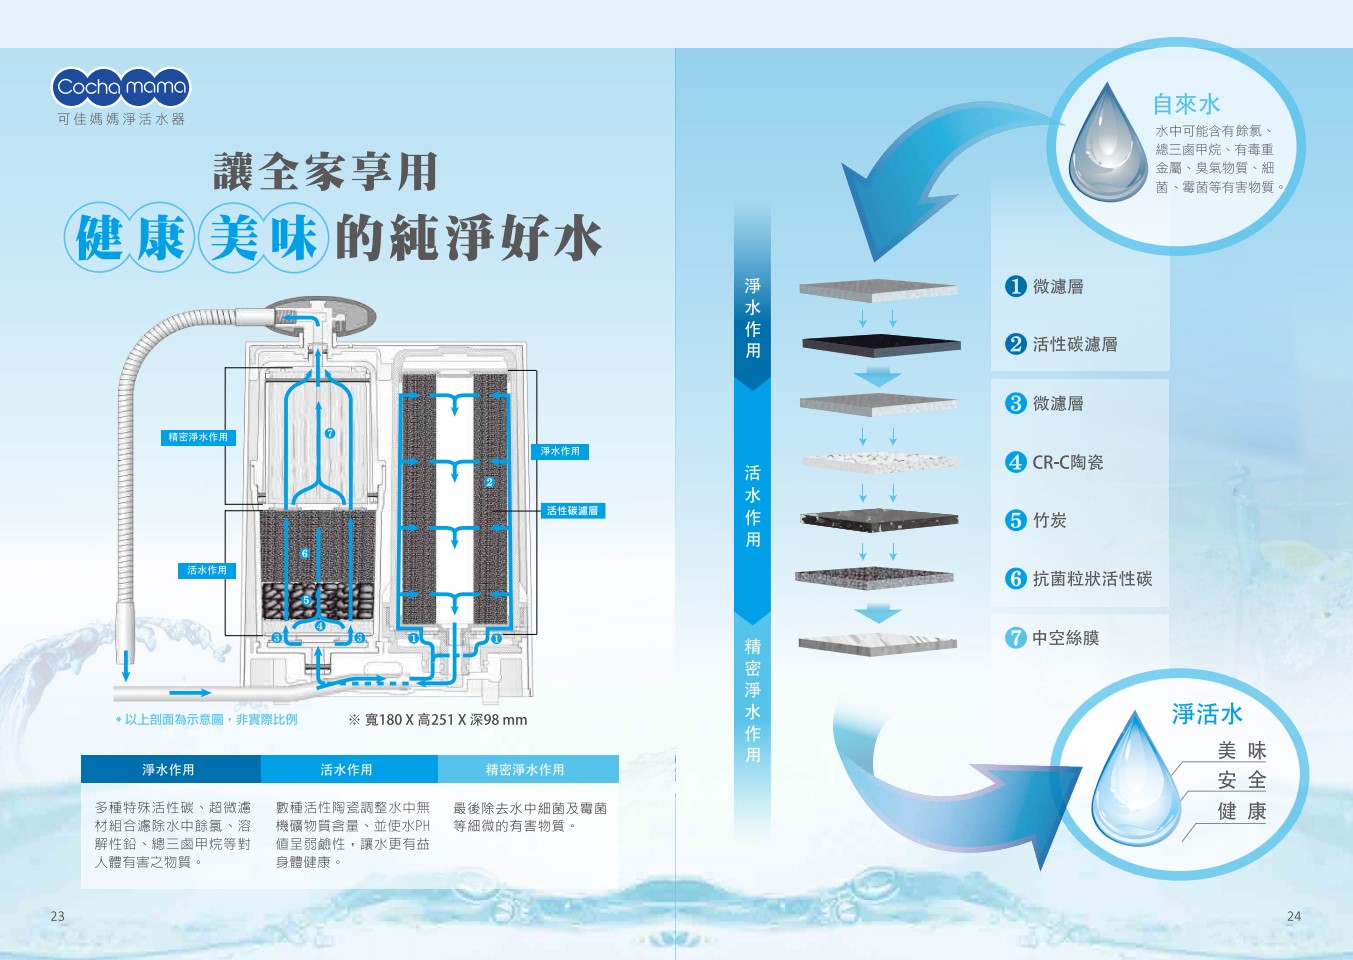 Cocha mama
可佳媽媽淨活水器
讓全家享用
健康美味的純淨好水
精密淨水作用
活水作用
淨水作用
活性碳濾層
7
2
6
5
4
3
3
1
1
*以上剖面為示意圖，非實際比例
※ 寬180 X 高251 X 深98 mm
淨水作用
多種特殊活性碳、超微濾
材組合濾除水中餘氯、溶
解性鉛、總三鹵甲烷等對
人體有害之物質。
活水作用
數種活性陶瓷調整水中無
機礦物質含量、並使水PH
值呈弱鹼性，讓水更有益
身體健康。
精密淨水作用
最後除去水中細菌及霉菌
等細微的有害物質。
23
自來水
水中可能含有餘氯、
總三鹵甲烷、有毒重
金屬、臭氣物質、細
菌、霉菌等有害物質。
淨水作用
活水作用
精密淨水作用
1 微濾層
2 活性碳濾層
3 微濾層
4 CR-C陶瓷
5 竹炭
6 抗菌粒狀活性碳
7 中空絲膜
淨活水
美味
安全
健康
24